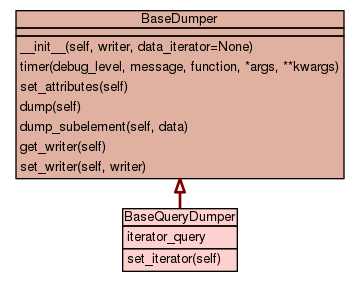 BaseDumper
__init__(self, writer, data_iterator=None)
timer(debug_level, message, function, *args, **kwargs)
set_attributes(self)
dump(self)
dump_subelement(self, data)
get_writer(self)
set_writer(self, writer)
BaseQueryDumper
iterator_query
set_iterator(self)